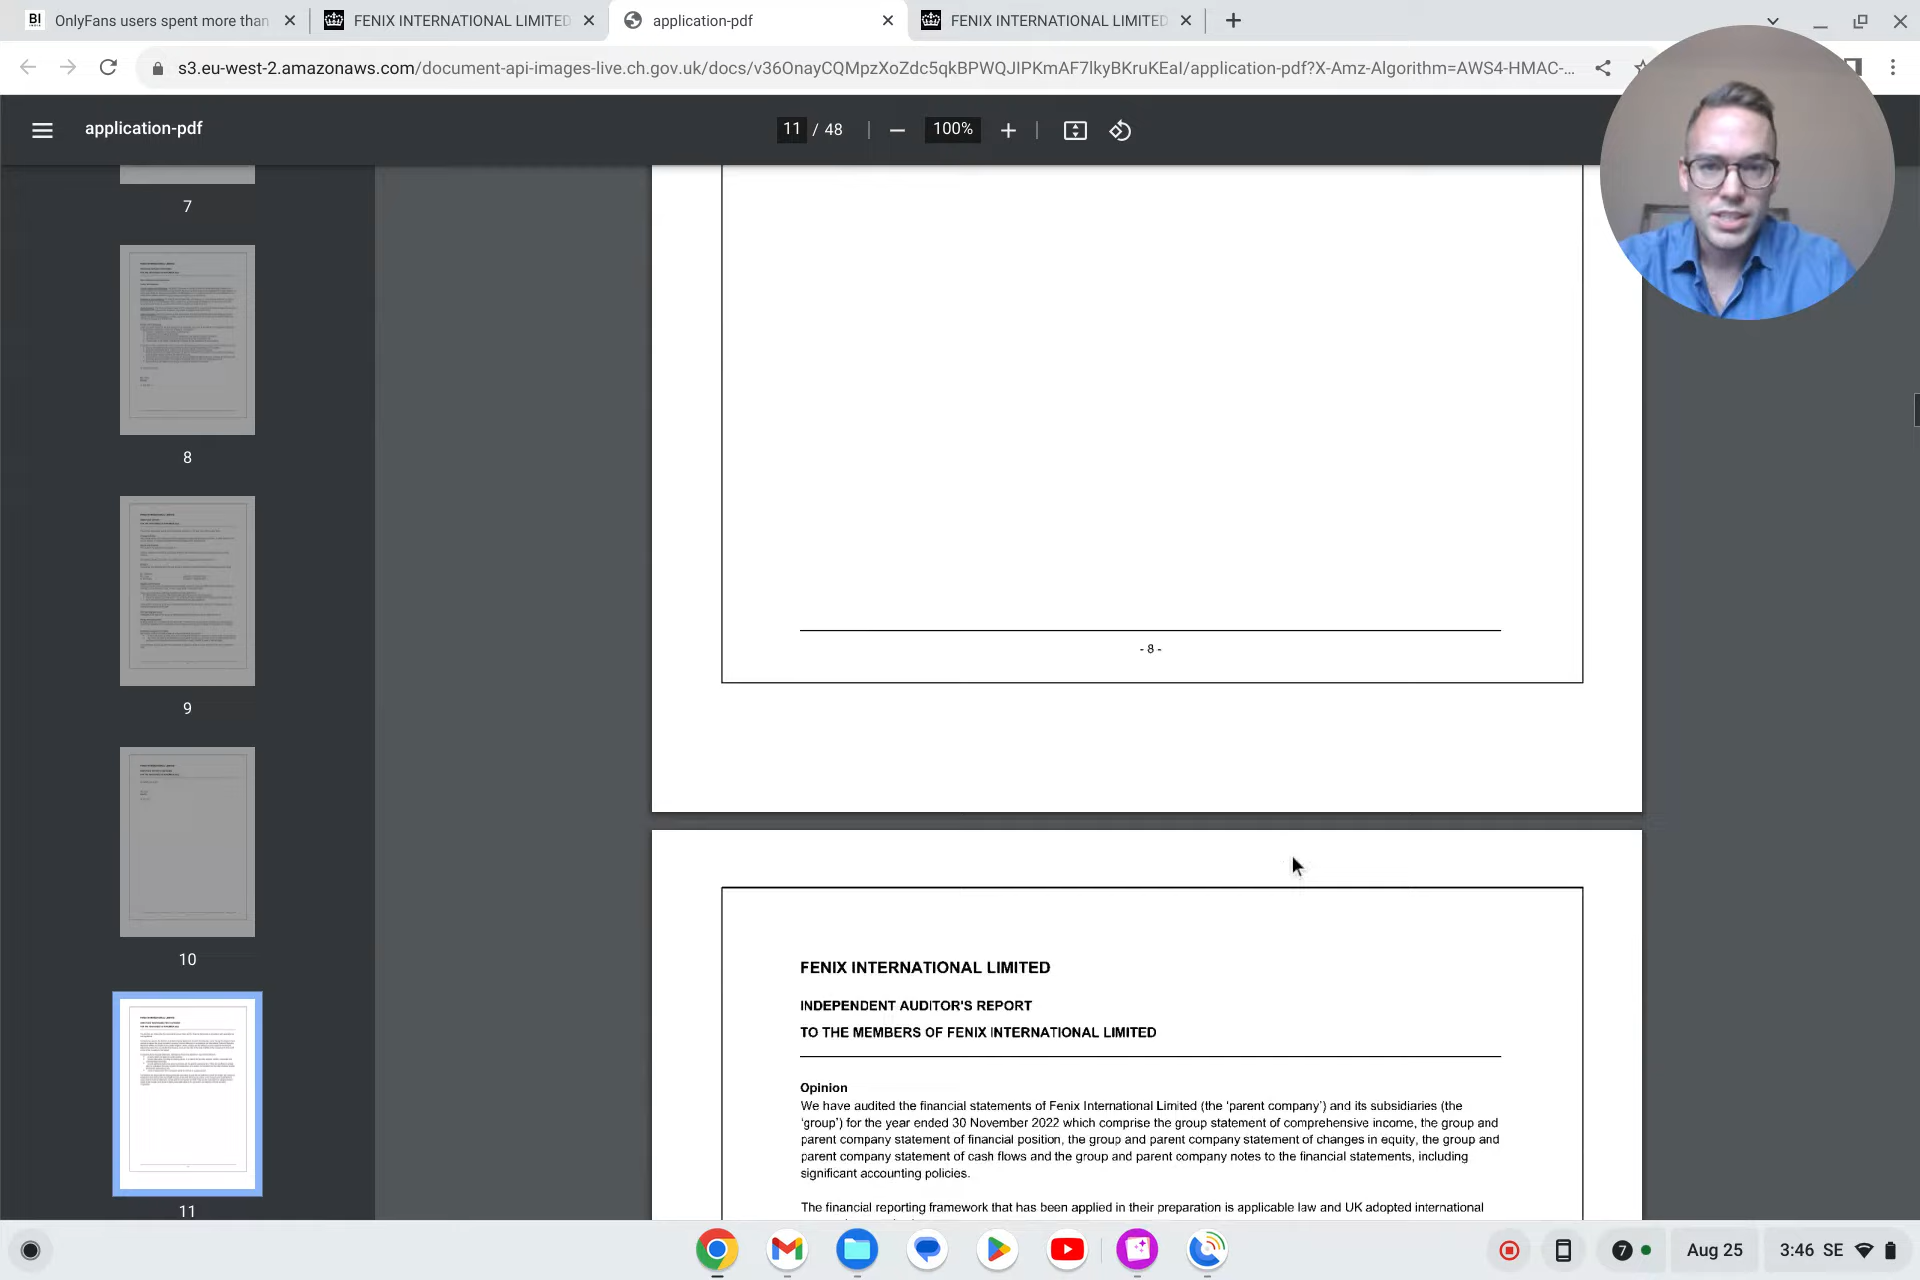 BI
OnlyFans users spent more than
FENIX INTERNATIONAL LIMITED
application-pdf
FENIX INTERNATIONAL LIMITED
s3.eu-west-2.amazonaws.com/document-api-images-live.ch.gov.uk/docs/v36OnayCQMpzXoZdc5qkBPWQJIPKmAF7lkyBKruKEaI/application-pdf?X-Amz-Algorithm=AWS4-HMAC-...
application-pdf
11 / 48
100%
7
8
9
10
11
- 8 -
FENIX INTERNATIONAL LIMITED
INDEPENDENT AUDITOR'S REPORT
TO THE MEMBERS OF FENIX INTERNATIONAL LIMITED
Opinion
We have audited the financial statements of Fenix International Limited (the 'parent company') and its subsidiaries (the
'group') for the year ended 30 November 2022 which comprise the group statement of comprehensive income, the group and
parent company statement of financial position, the group and parent company statement of changes in equity, the group and
parent company statement of cash flows and the group and parent company notes to the financial statements, including
significant accounting policies.
The financial reporting framework that has been applied in their preparation is applicable law and UK adopted international
7
Aug 25
3:46 SE